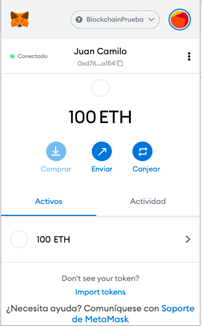 BlockchainPrueba
Conectado
Juan Camilo
0xd76...a154
100 ETH
Comprar
Enviar
Canjear
Activos
Actividad
100 ETH
Don't see your token?
Import tokens
¿Necesita ayuda? Comuníquese con Soporte
de MetaMask